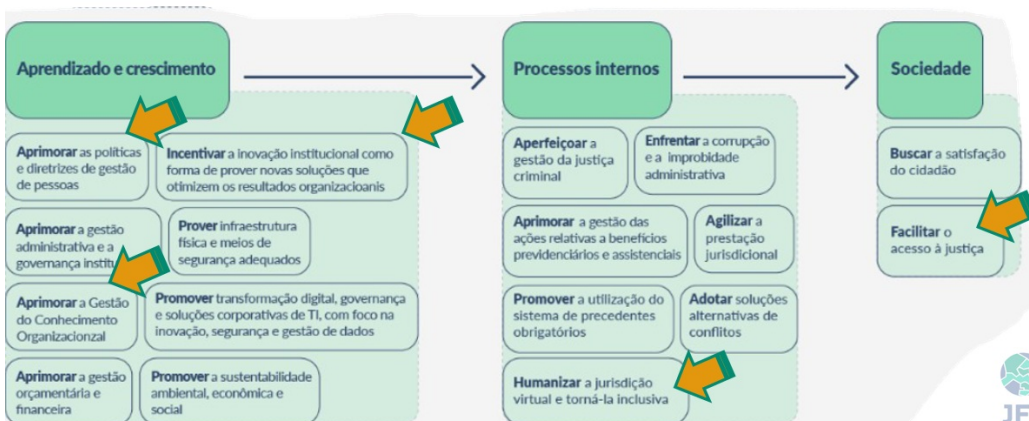 Aprendizado e crescimento
Aprimorar as políticas
e diretrizes de gestão
de pessoas
Incentivar a inovação institucional como
forma de prover novas soluções que
otimizem os resultados organizacioanis
Aprimorar a gestão
administrativa e a
governança institu
Prover infraestrutura
física e meios de
segurança adequados
Aprimorar a Gestão
do Conhecimento
Organizacionzal
Promover transformação digital, governança
e soluções corporativas de TI, com foco na
inovação, segurança e gestão de dados
Aprimorar a gestão
orçamentária e
financeira
Promover a sustentabilidade
ambiental, econômica e
social
Processos internos
Aperfeiçoar a
gestão da justiça
criminal
Enfrentar a corrupção
e a improbidade
administrativa
Aprimorar a gestão das
ações relativas a benefícios
previdenciários e assistenciais
Agilizar a
prestação
jurisdicional
Promover a utilização do
sistema de precedentes
obrigatórios
Adotar soluções
alternativas de
conflitos
Humanizar a jurisdição
virtual e torná-la inclusiva
Sociedade
Buscar a satisfação
do cidadão
Facilitar o
acesso à justiça